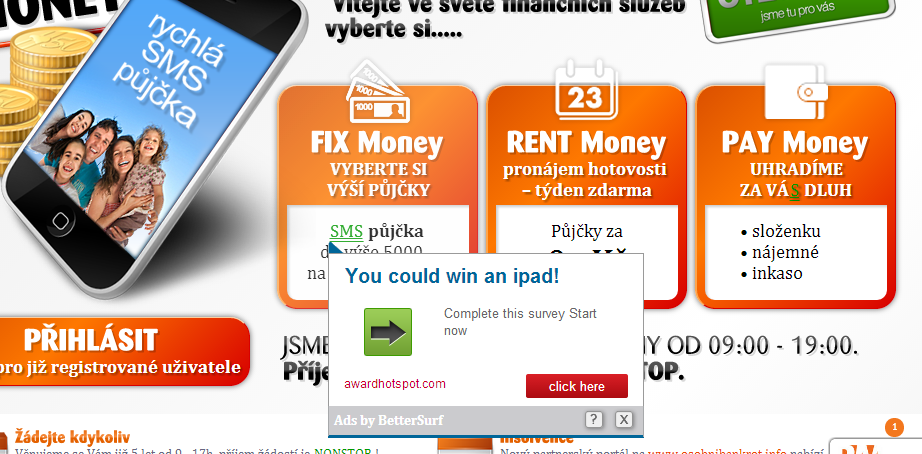 MONEY
Vítejte ve světě finančních služeb
vyberte si.....
jsme tu pro vás
rychlá
SMS
půjčka
1000
1000
1000
23
FIX Money
VYBERTE SI
VÝŠÍ PŮJČKY
RENT Money
pronájem hotovosti
– týden zdarma
PAY Money
UHRADÍME
ZA VÁS DLUH
SMS půjčka
do výše 5000
na
Půjčky za
• složenku
• nájemné
• inkaso
You could win an ipad!
Complete this survey Start
now
awardhotspot.com
click here
Ads by BetterSurf
?
X
PŘIHLÁSIT
pro již registrované uživatele
JSME
NY OD 09:00 - 19:00.
Příje
TOP.
1
Žádejte kdykoliv
Věnujeme se Vám již 5 let od 9 - 17h, příjem žádostí je NONSTOP !
Insolvence
Nový partnerský portál na www.osobnibankrot.info nabízí